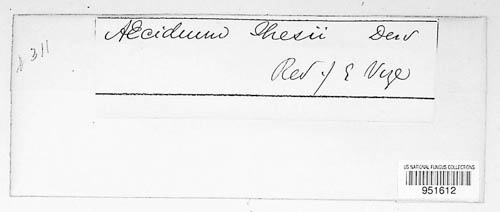 Aecidium Thesii Desv
Rev. J E Vize
A 311
US NATIONAL FUNGUS COLLECTIONS
951612